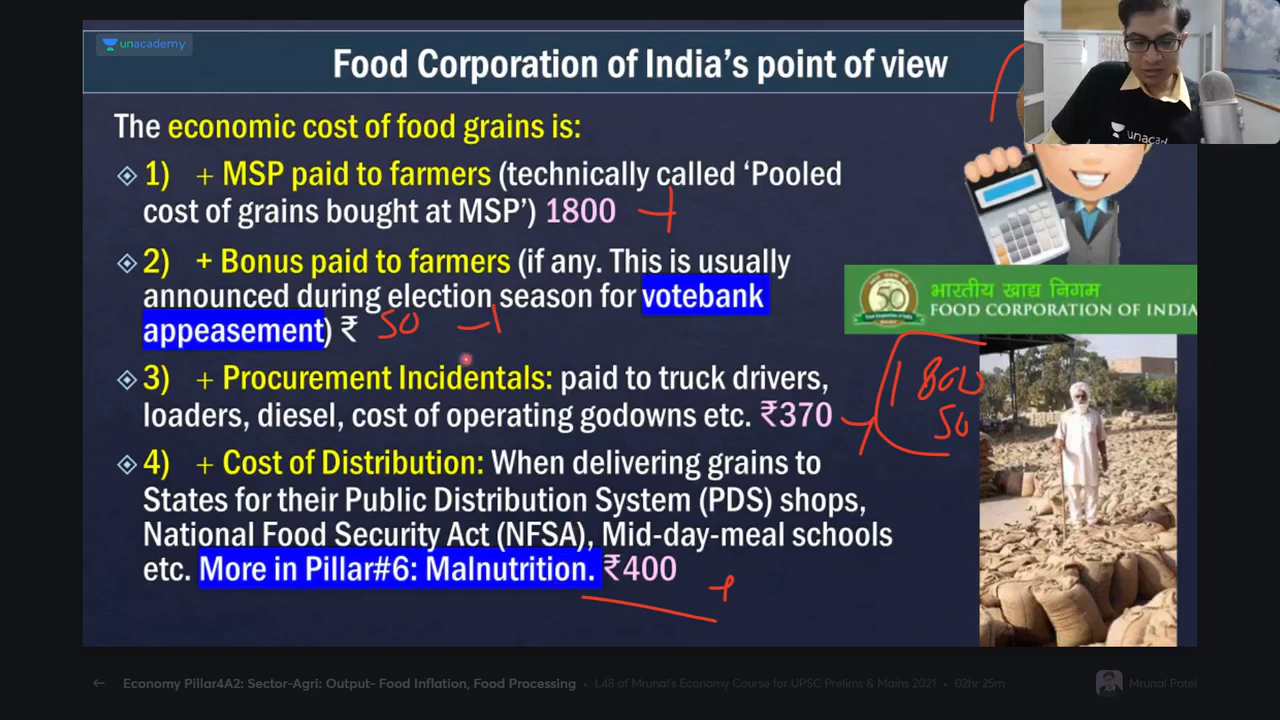 unacademy
Food Corporation of India's point of view
unacade
The economic cost of food grains is:
1) + MSP paid to farmers (technically called ‘Pooled
cost of grains bought at MSP’) 1800
2) + Bonus paid to farmers (if any. This is usually
announced during election season for votebank
appeasement) ₹ 50
50
भारतीय खाद्य निगम
FOOD CORPORATION OF INDIA
3) + Procurement Incidentals: paid to truck drivers,
loaders, diesel, cost of operating godowns etc. ₹370
1800
50
4) + Cost of Distribution: When delivering grains to
States for their Public Distribution System (PDS) shops,
National Food Security Act (NFSA), Mid-day-meal schools
etc. More in Pillar#6: Malnutrition. ₹400
← Economy Pillar4A2: Sector-Agri: Output- Food Inflation, Food Processing • L48 of Mrunal's Economy Course for UPSC Prelims & Mains 2021 • 02hr 25m
Mrunal Patel